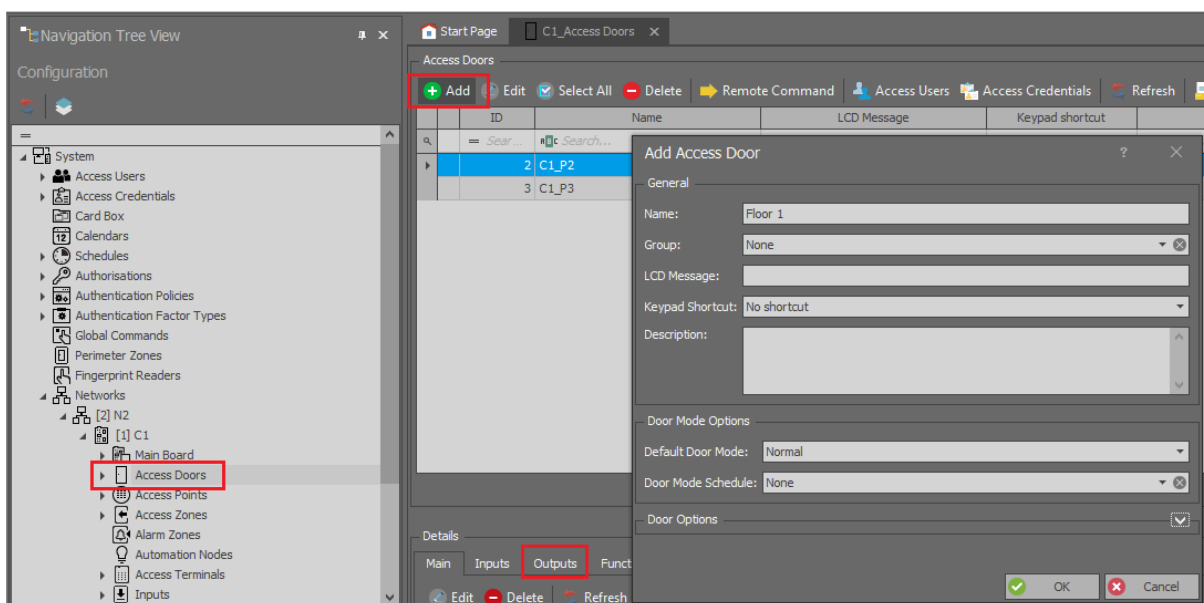 Navigation Tree View
Configuration
System
Access Users
Access Credentials
Card Box
12 Calendars
Schedules
Authorisations
Authentication Policies
Authentication Factor Types
Global Commands
Perimeter Zones
Fingerprint Readers
Networks
[2] N2
[1] C1
Main Board
Access Doors
Access Points
Access Zones
Alarm Zones
Automation Nodes
Access Terminals
Inputs
Start Page C1_Access Doors
Access Doors
Add Edit Select All Delete Remote Command Access Users Access Credentials Refresh
ID Name LCD Message Keypad shortcut
= Sear... Search...
2 C1_P2
3 C1_P3
Add Access Door ?
General
Name: Floor 1
Group: None
LCD Message:
Keypad Shortcut: No shortcut
Description:
Door Mode Options
Default Door Mode: Normal
Door Mode Schedule: None
Door Options
OK Cancel
Details
Main Inputs Outputs Funct
Edit Delete Refresh